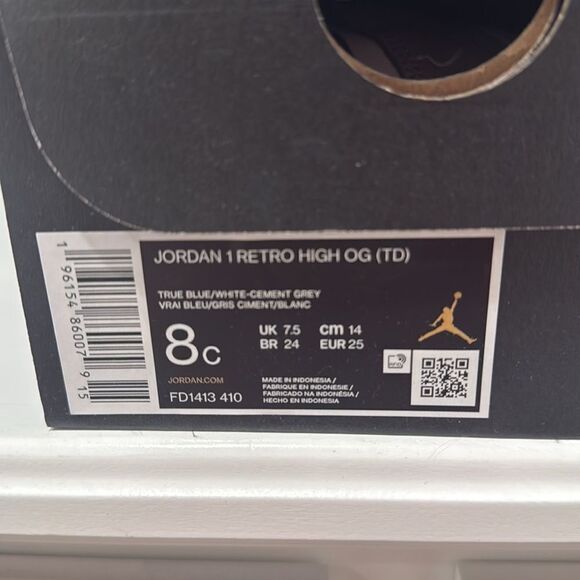 JORDAN 1 RETRO HIGH OG (TD)
TRUE BLUE/WHITE-CEMENT GREY
VRAI BLEU/GRIS CIMENT/BLANC
8C
UK 7.5 cm 14
BR 24 EUR 25
JORDAN.COM
FD1413 410
MADE IN INDONESIA/
FABRIQUE EN INDONESIE/
FABRICADO NA INDONÉSIA/
HECHO EN INDONESIA
1 96154 86007 9 15